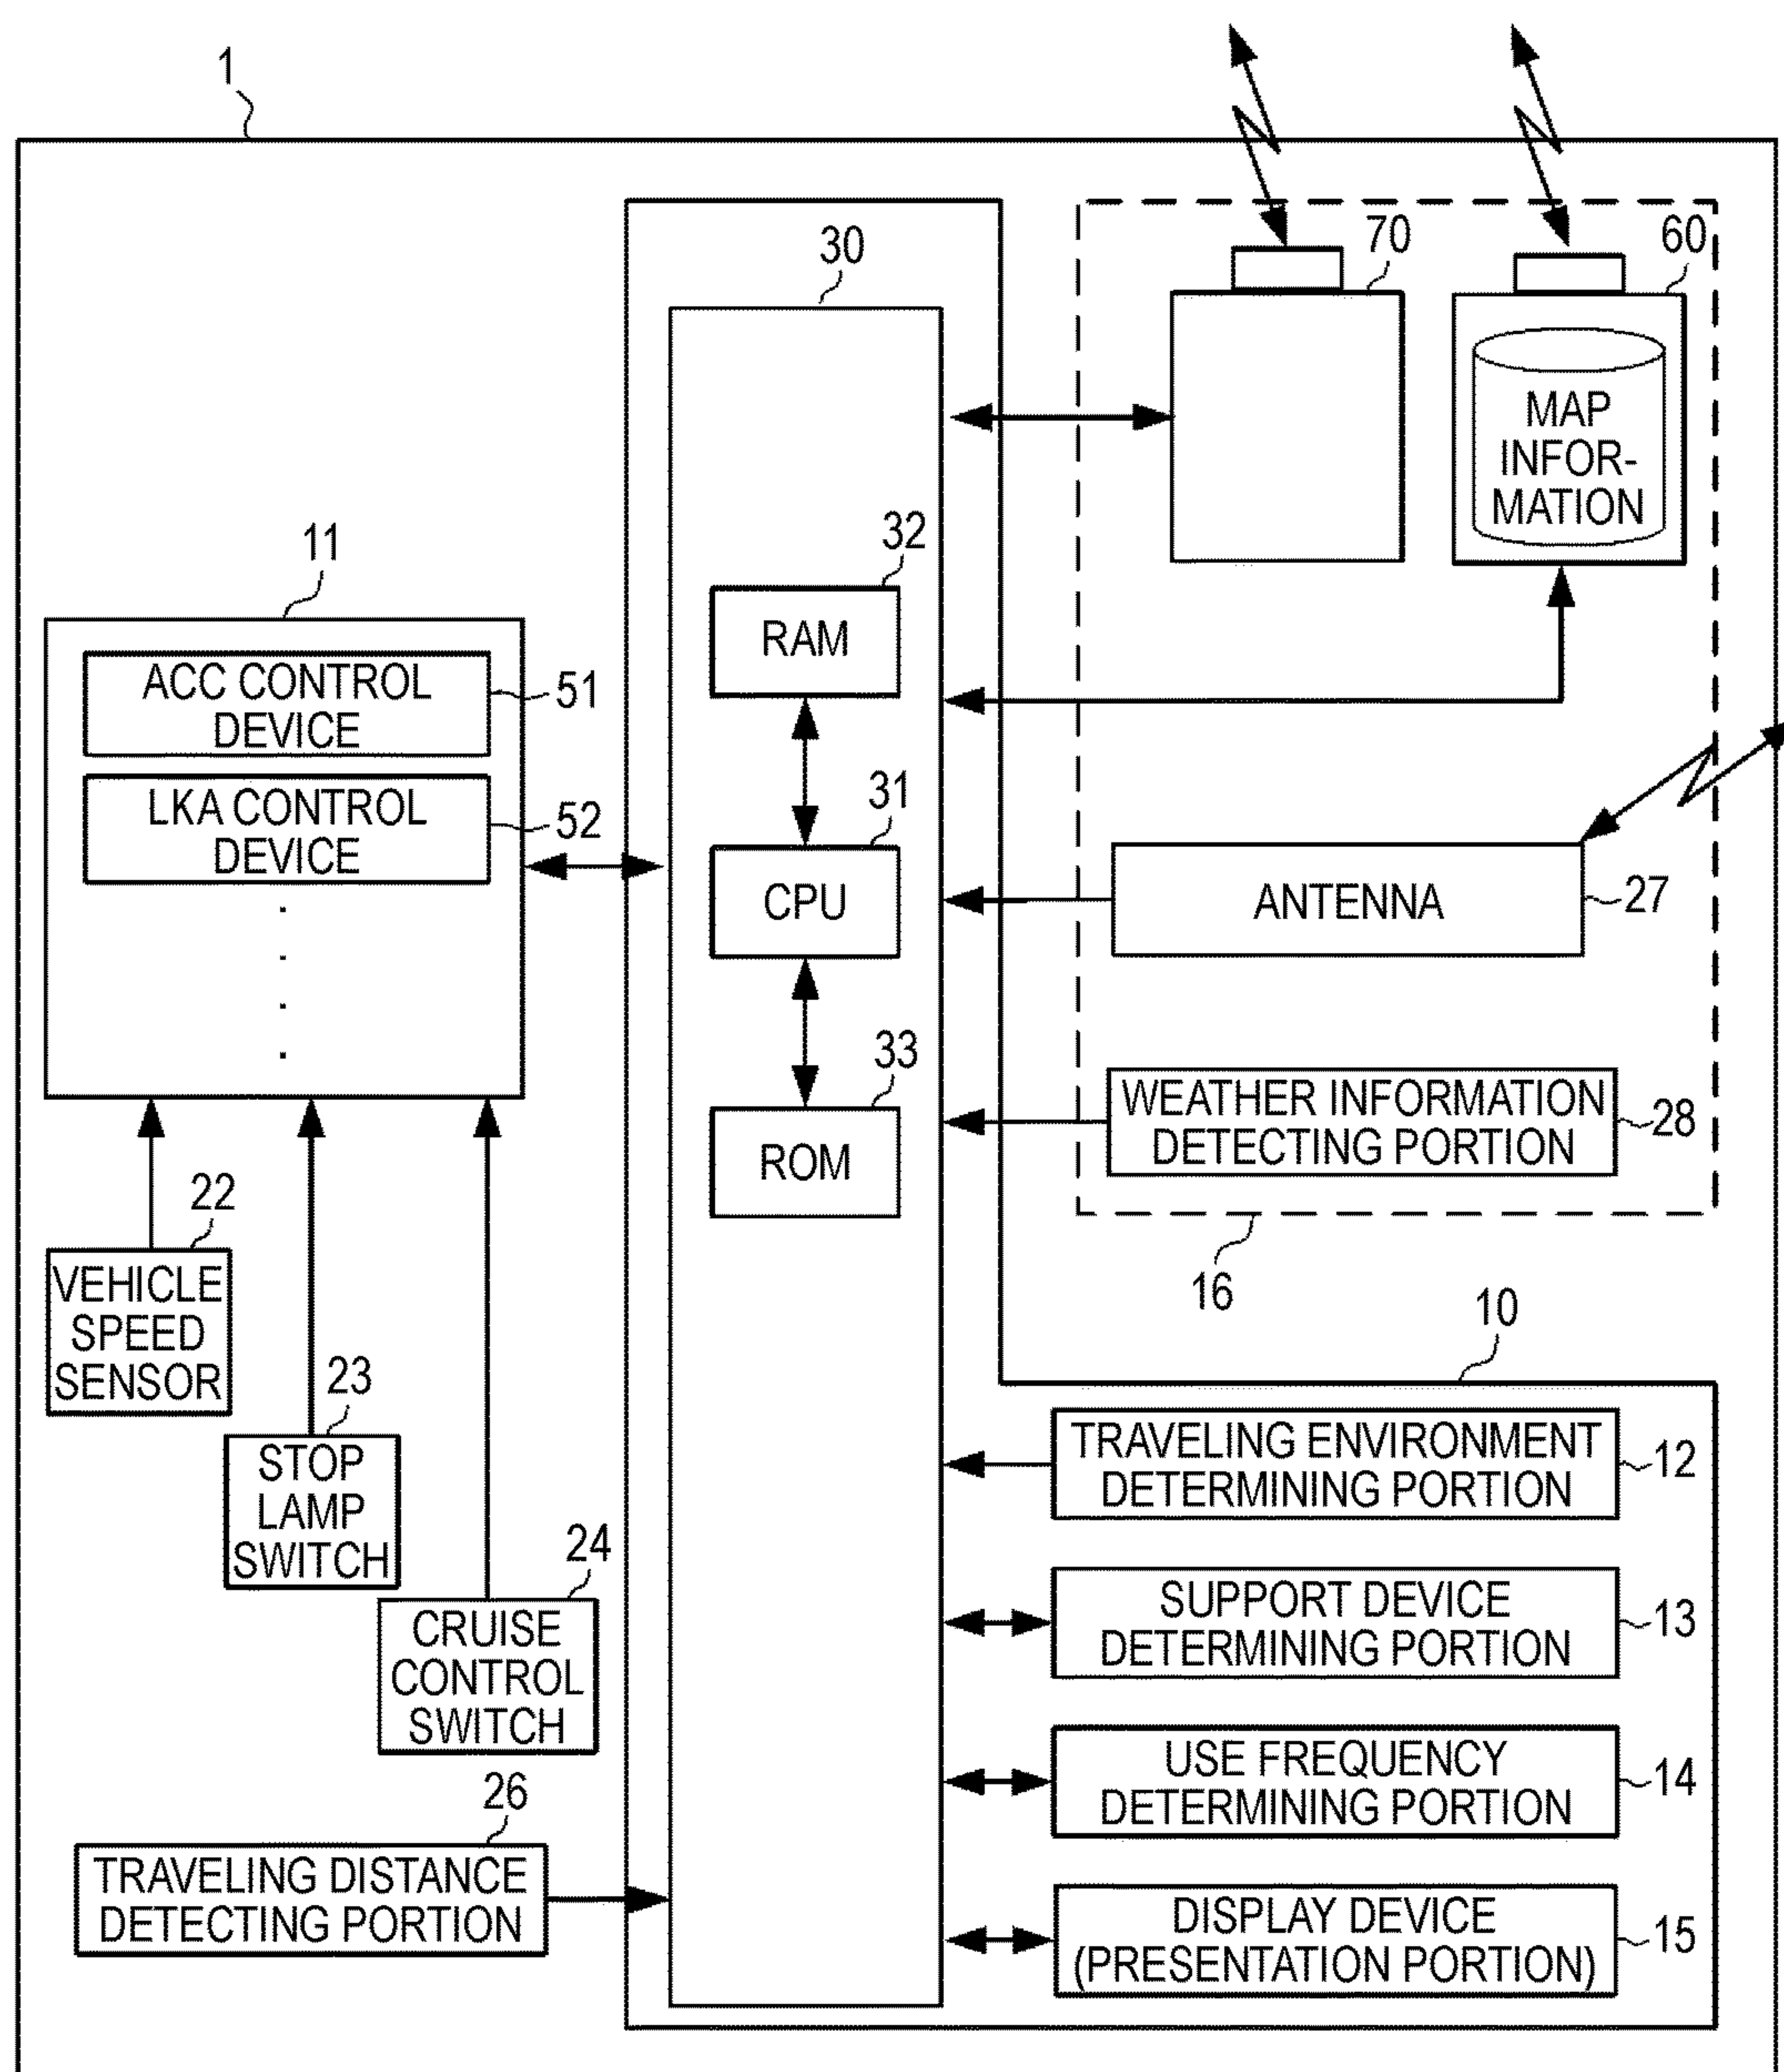 1
30
70
60
MAP
INFOR-
MATION
11
ACC CONTROL
DEVICE
51
LKA CONTROL
DEVICE
52
32
RAM
31
CPU
33
ROM
ANTENNA
27
WEATHER INFORMATION
DETECTING PORTION
28
16
22
VEHICLE
SPEED
SENSOR
23
STOP
LAMP
SWITCH
24
CRUISE
CONTROL
SWITCH
26
TRAVELING DISTANCE
DETECTING PORTION
10
TRAVELING ENVIRONMENT
DETERMINING PORTION
12
SUPPORT DEVICE
DETERMINING PORTION
13
USE FREQUENCY
DETERMINING PORTION
14
DISPLAY DEVICE
(PRESENTATION PORTION)
15